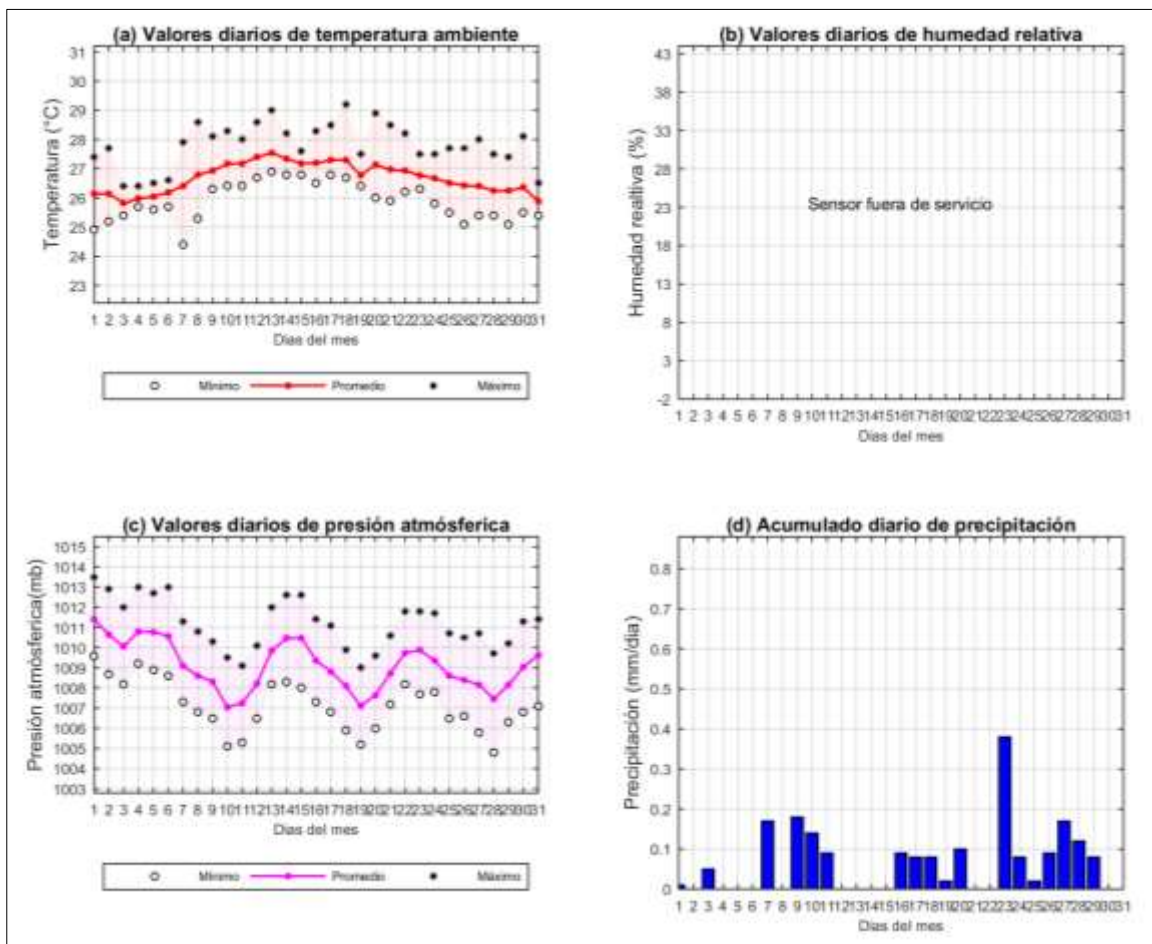 (a) Valores diarios de temperatura ambiente
31
30
29
28
27
26
25
24
23
Temperatura (°C)
1 2 3 4 5 6 7 8 9 10 11 12 13 14 15 16 17 18 19 20 21 22 23 24 25 26 27 28 29 30 31
Dias del mes
Mínimo Promedio Máximo
(b) Valores diarios de humedad relativa
43
38
33
28
23
18
13
8
3
-2
Humedad realtiva (%)
Sensor fuera de servicio
1 2 3 4 5 6 7 8 9 10 11 12 13 14 15 16 17 18 19 20 21 22 23 24 25 26 27 28 29 30 31
Dias del mes
(c) Valores diarios de presión atmósferica
1015
1014
1013
1012
1011
1010
1009
1008
1007
1006
1005
1004
1003
Presión atmósferica(mb)
1 2 3 4 5 6 7 8 9 10 11 12 13 14 15 16 17 18 19 20 21 22 23 24 25 26 27 28 29 30 31
Dias del mes
Mínimo Promedio Máximo
(d) Acumulado diario de precipitación
0.8
0.7
0.6
0.5
0.4
0.3
0.2
0.1
0
Precipitación (mm/dia)
1 2 3 4 5 6 7 8 9 10 11 12 13 14 15 16 17 18 19 20 21 22 23 24 25 26 27 28 29 30 31
Dias del mes